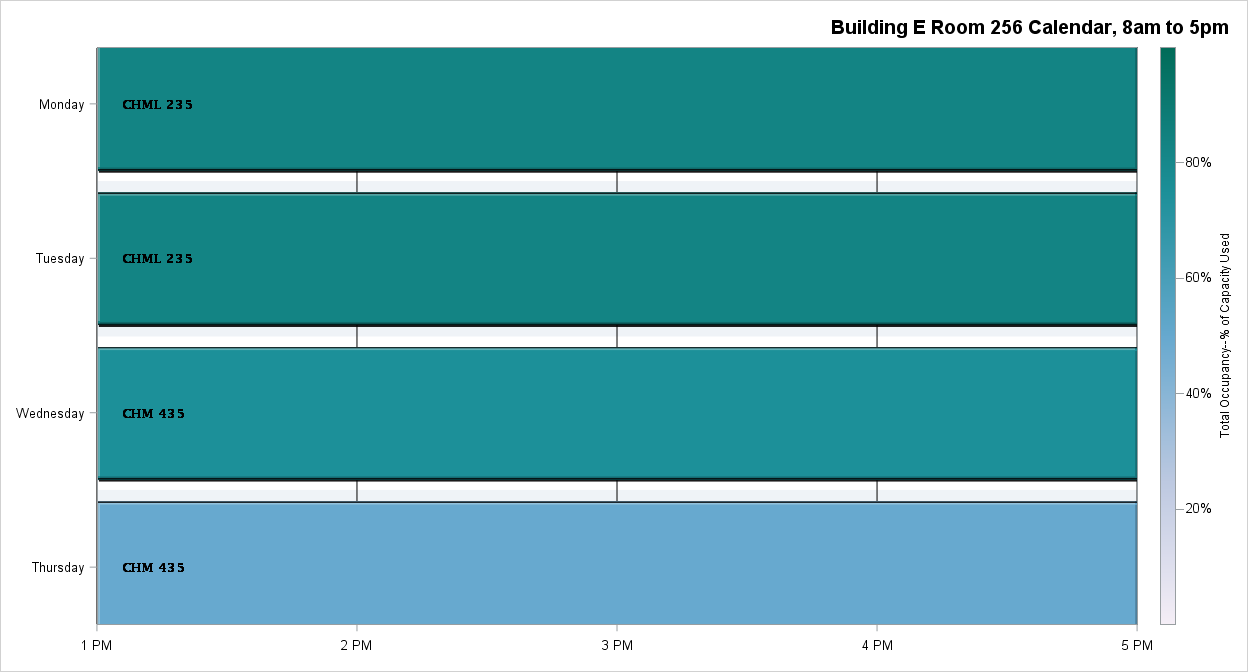 Building E Room 256 Calendar, 8am to 5pm
Monday
CHML 235
Tuesday
CHML 235
Wednesday
CHM 435
Thursday
CHM 435
1 PM
2 PM
3 PM
4 PM
5 PM
80%
60%
40%
20%
Total Occupancy--% of Capacity Used